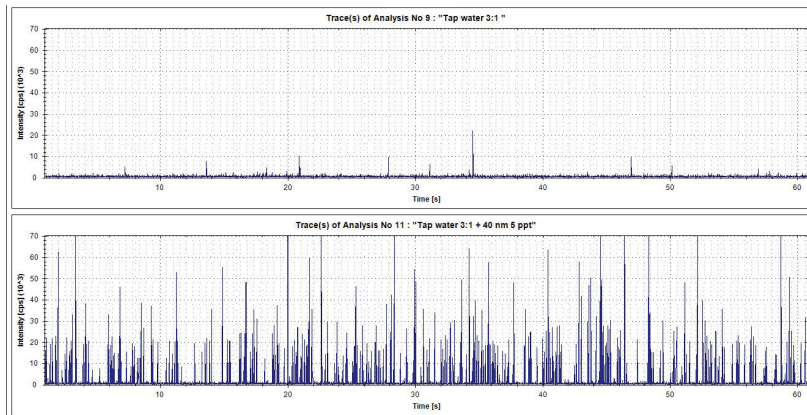 Trace(s) of Analysis No 9 : "Tap water 3:1 "
Intensity [cps] (10^3)
70
60
50
40
30
20
10
0
10 20 30 40 50 60
Time [s]
Trace(s) of Analysis No 11 : "Tap water 3:1 + 40 nm 5 ppt"
Intensity [cps] (10^3)
70
60
50
40
30
20
10
0
10 20 30 40 50 60
Time [s]